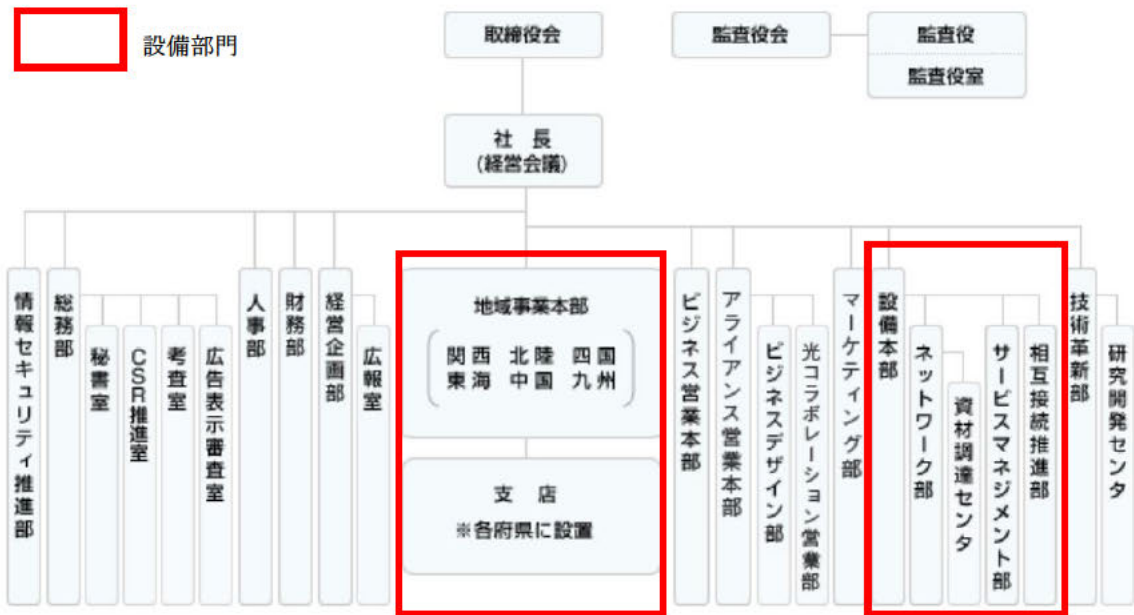 設備部門
取締役会
監査役会
監査役
監査役室
社 長
(経営会議)
情報セキュリティ推進部
総務部
秘書室
CSR推進室
考査室
広告表示審査室
人事部
財務部
経営企画部
広報室
地域事業本部
関西 北陸 四国
東海 中国 九州
支 店
※各府県に設置
ビジネス営業本部
アライアンス営業本部
ビジネスデザイン部
光コラボレーション営業部
マーケティング部
設備本部
ネットワーク部
資材調達センタ
サービスマネジメント部
相互接続推進部
技術革新部
研究開発センタ